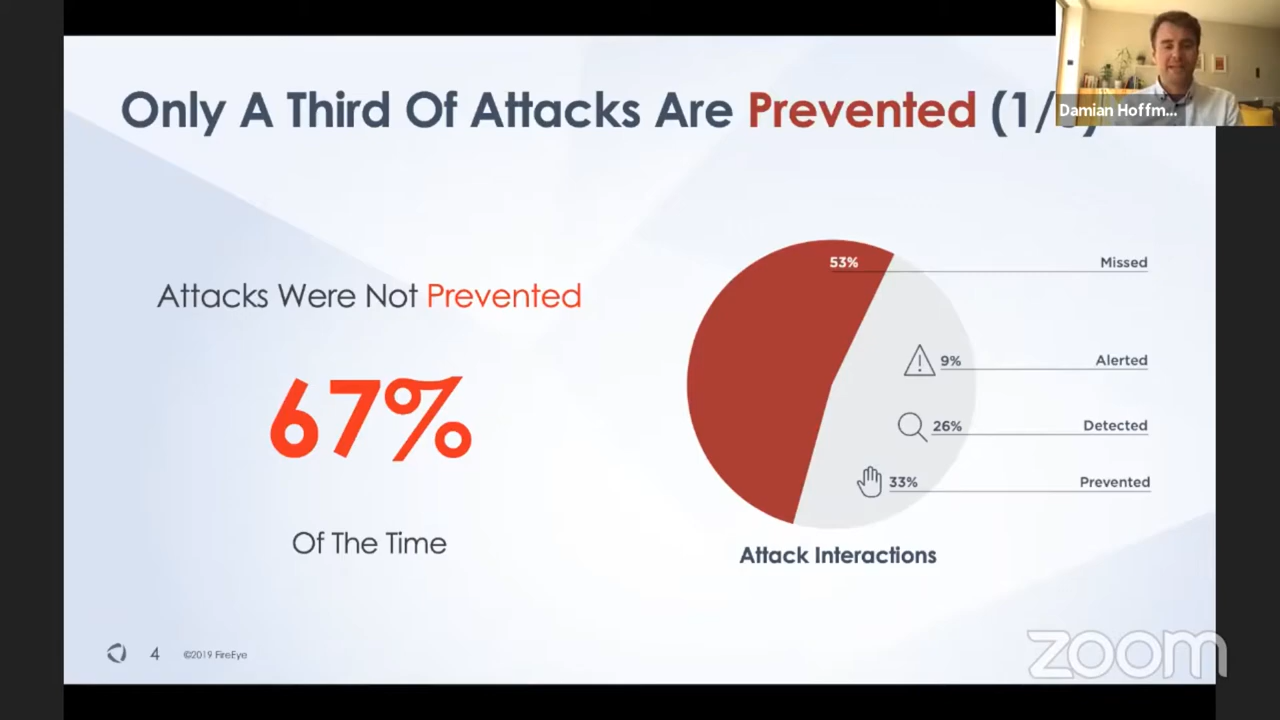 Only A Third Of Attacks Are Prevented (1/
Damian Hoffm...
Attacks Were Not Prevented
67%
Of The Time
53% Missed
9% Alerted
26% Detected
33% Prevented
Attack Interactions
4 ©2019 FireEye
zoom